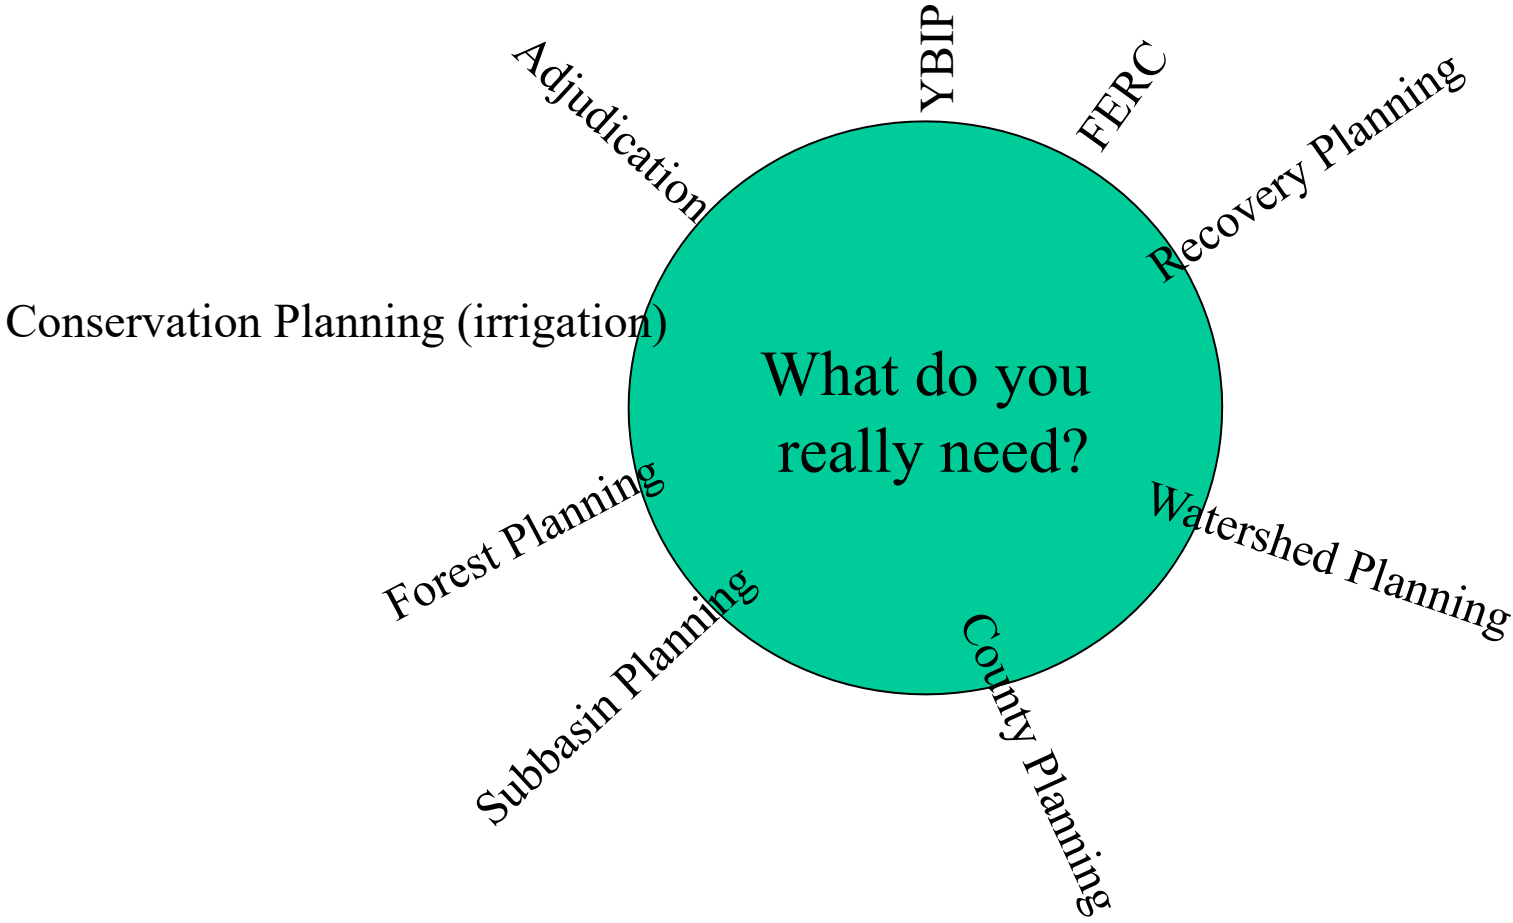 YBIP
FERC
Adjudication
Recovery Planning
Conservation Planning (irrigation)
What do you
really need?
Forest Planning
Watershed Planning
Subbasin Planning
County Planning